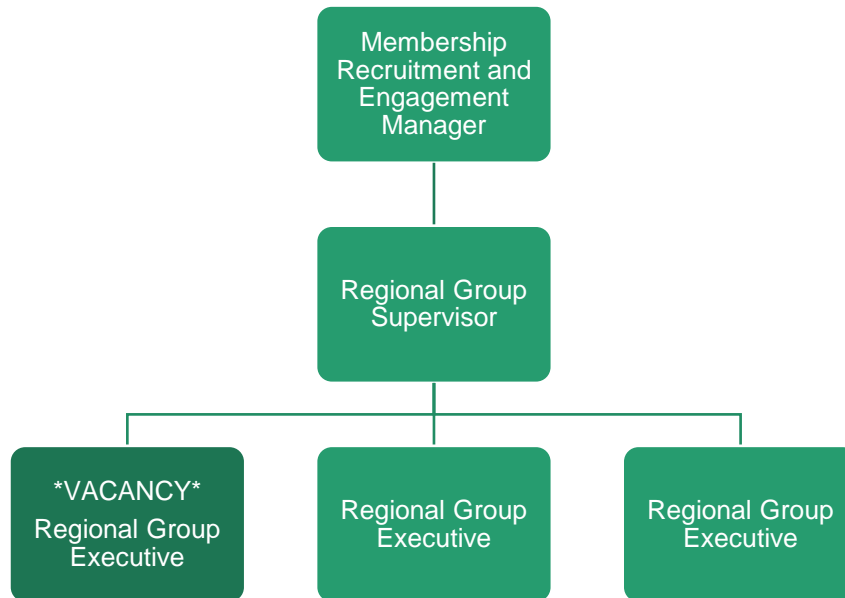 Membership
Recruitment and
Engagement
Manager
Regional Group
Supervisor
*VACANCY*
Regional Group
Executive
Regional Group
Executive
Regional Group
Executive